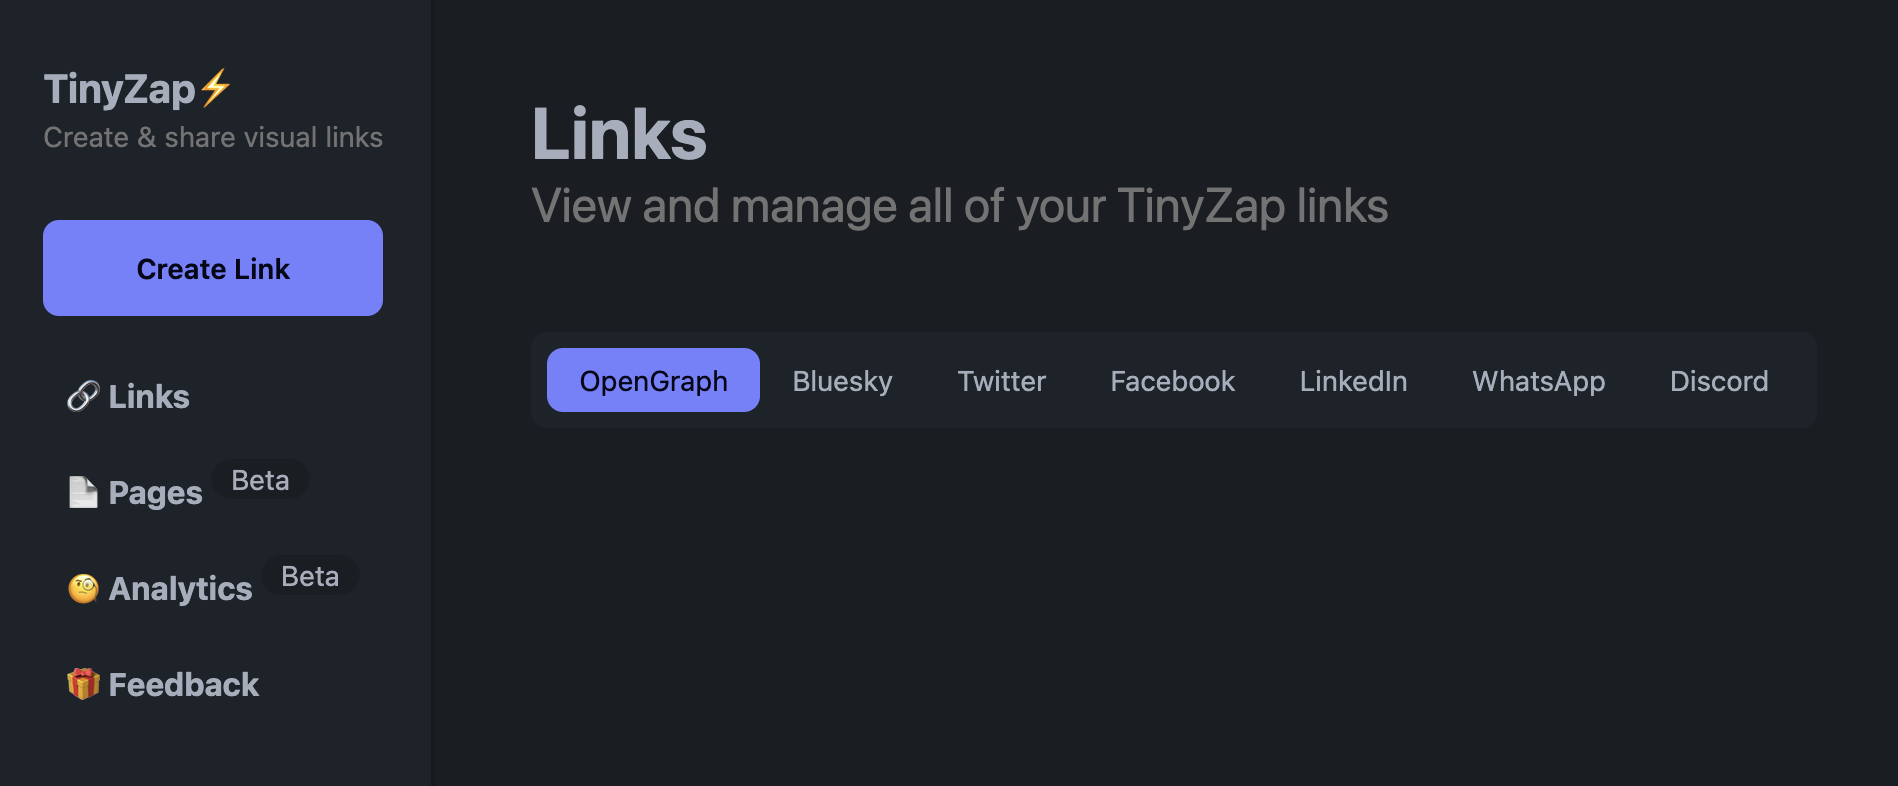 TinyZap⚡
Create & share visual links
Create Link
🔗 Links
📄 Pages Beta
🧐 Analytics Beta
🎁 Feedback
Links
View and manage all of your TinyZap links
OpenGraph Bluesky Twitter Facebook LinkedIn WhatsApp Discord